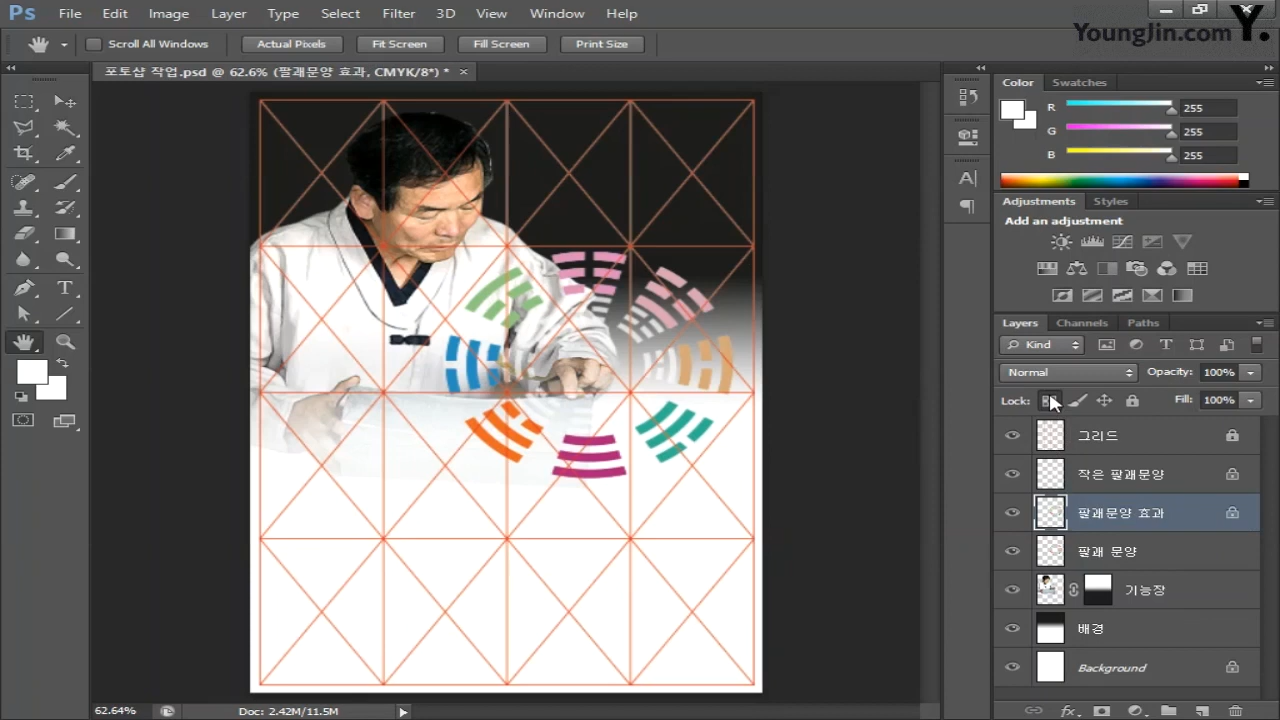 Ps File Edit Image Layer Type Select Filter 3D View Window Help
YoungJin.com Y.
Scroll All Windows Actual Pixels Fit Screen Fill Screen Print Size
포토샵 작업.psd @ 62.6% (팔괘문양 효과, CMYK/8*) * ×
Color Swatches
R 255
G 255
B 255
Adjustments Styles
Add an adjustment
Layers Channels Paths
Kind
Normal Opacity: 100%
Lock: Fill: 100%
그리드
작은 팔괘문양
팔괘문양 효과
팔괘 문양
기능장
배경
Background
62.64% Doc: 2.42M/11.5M